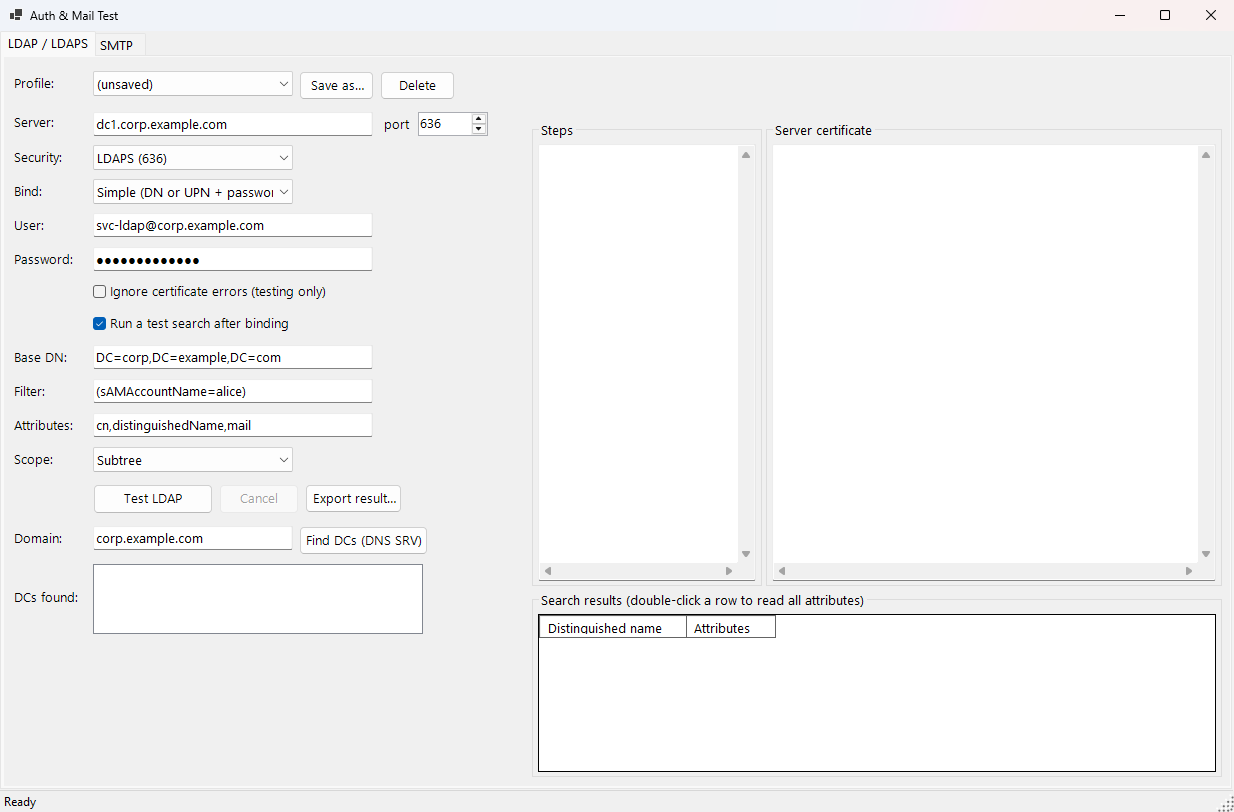 Auth & Mail Test
LDAP / LDAPS SMTP
Profile: (unsaved) Save as... Delete
Server: dc1.corp.example.com port 636
Security: LDAPS (636)
Bind: Simple (DN or UPN + passwor
User: svc-ldap@corp.example.com
Password: ●●●●●●●●●●●●●
Ignore certificate errors (testing only)
Run a test search after binding
Base DN: DC=corp,DC=example,DC=com
Filter: (sAMAccountName=alice)
Attributes: cn,distinguishedName,mail
Scope: Subtree
Test LDAP Cancel Export result...
Domain: corp.example.com Find DCs (DNS SRV)
DCs found:
Steps
Server certificate
Search results (double-click a row to read all attributes)
Distinguished name Attributes
Ready